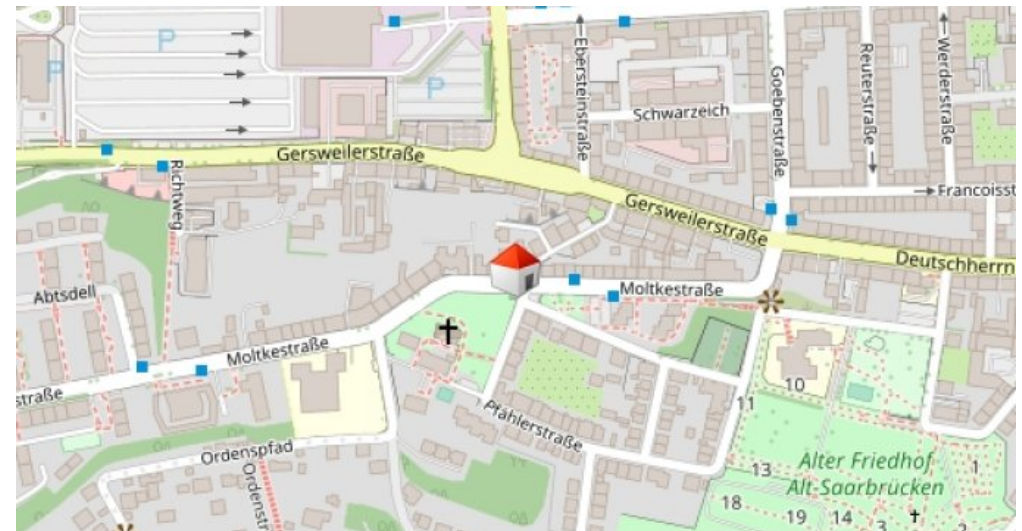 P
P
P
Ebersteinstraße
Goebenstraße
Reuterstraße
Werderstraße
Schwarzeich
Gersweilerstraße
Richtweg
Francoisst
Gersweilerstraße
Deutschherrn
Abtsdell
Moltkestraße
Moltkestraße
straße
Pfählerstraße
10
11
Ordenspfad
Ordenstr
13
Alter Friedhof
Alt-Saarbrücken
1
18
19
14
3